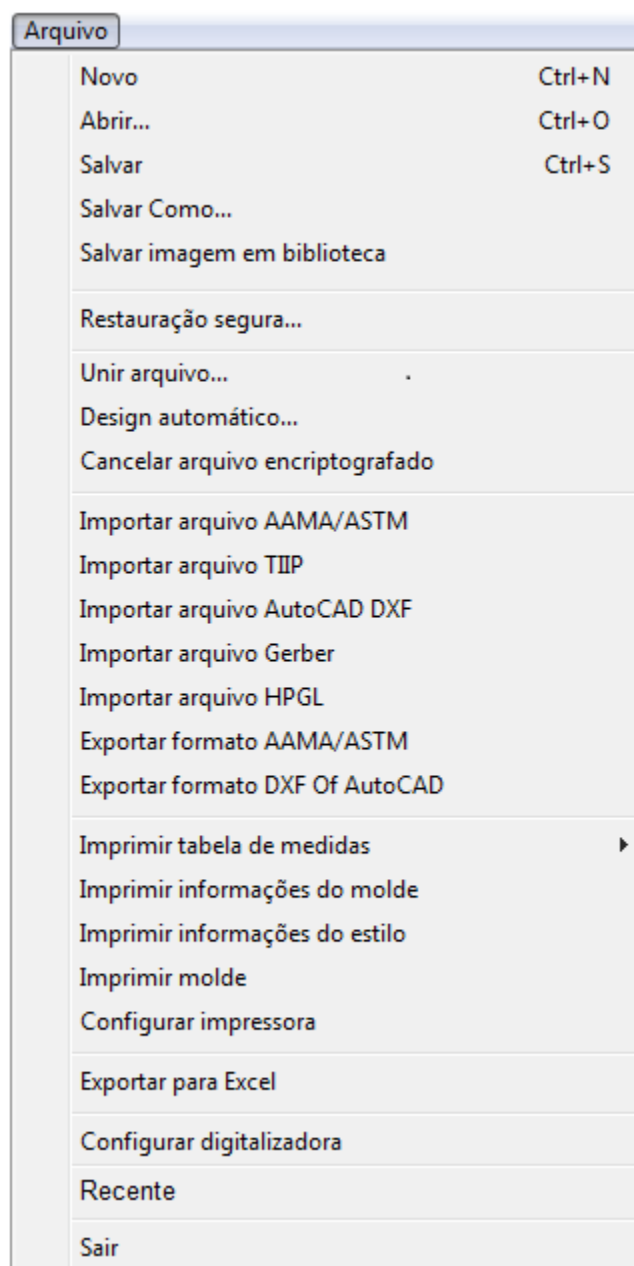 Arquivo
Novo Ctrl+N
Abrir... Ctrl+O
Salvar Ctrl+S
Salvar Como...
Salvar imagem em biblioteca
Restauração segura...
Unir arquivo...
Design automático...
Cancelar arquivo encriptografado
Importar arquivo AAMA/ASTM
Importar arquivo TIIP
Importar arquivo AutoCAD DXF
Importar arquivo Gerber
Importar arquivo HPGL
Exportar formato AAMA/ASTM
Exportar formato DXF Of AutoCAD
Imprimir tabela de medidas
Imprimir informações do molde
Imprimir informações do estilo
Imprimir molde
Configurar impressora
Exportar para Excel
Configurar digitalizadora
Recente
Sair